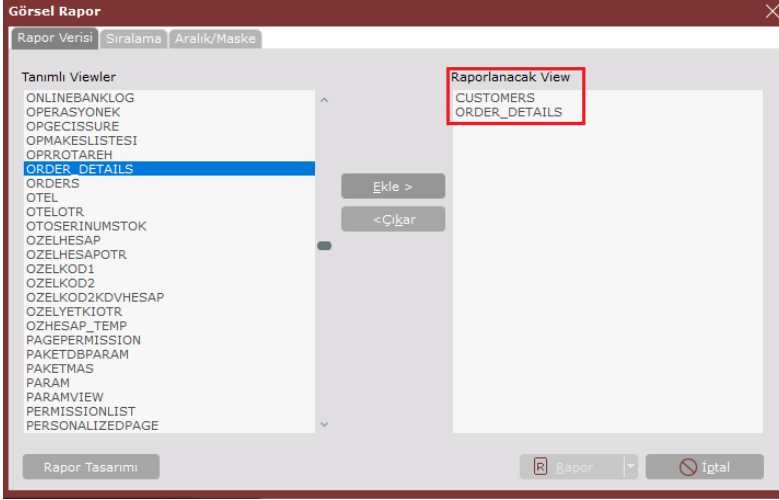 Görsel Rapor
Rapor Verisi Sıralama Aralık/Maske
Tanımlı Viewler
ONLINEBANKLOG
OPERASYONEK
OPGECISSURE
OPMAKESLISTESI
OPRROTAREH
ORDER_DETAILS
ORDERS
OTEL
OTELOTR
OTOSERINUMSTOK
OZELHESAP
OZELHESAPOTR
OZELKOD1
OZELKOD2
OZELKOD2KDVHESAP
OZELYETKIOTR
OZHESAP_TEMP
PAGEPERMISSION
PAKETDBPARAM
PAKETMAS
PARAM
PARAMVIEW
PERMISSIONLIST
PERSONALIZEDPAGE
Ekle >
<Çıkar
Raporlanacak View
CUSTOMERS
ORDER_DETAILS
Rapor Tasarımı
R Rapor
İptal